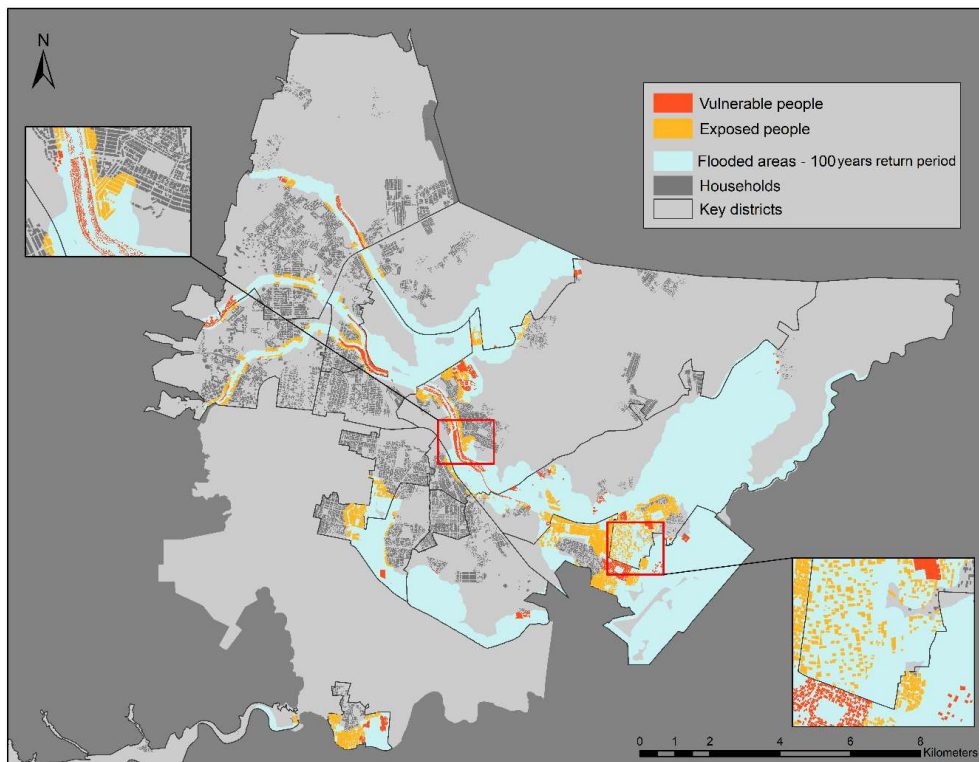 N
Vulnerable people
Exposed people
Flooded areas - 100 years return period
Households
Key districts
0 1 2 4 6 8
Kilometers